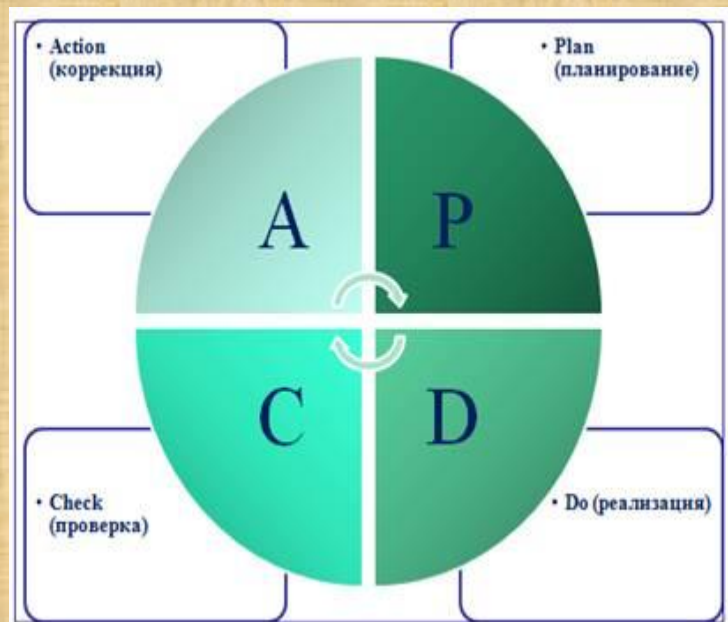 • Action
(коррекция)
• Plan
(планирование)
A
P
C
D
• Check
(проверка)
• Do (реализация)